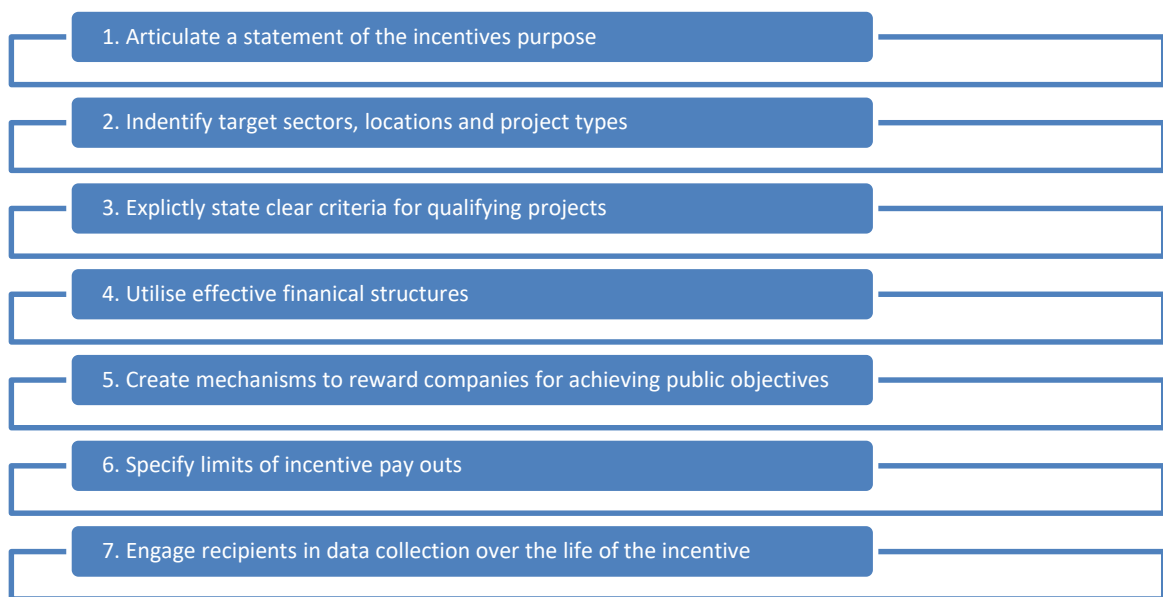 1. Articulate a statement of the incentives purpose
2. Indentify target sectors, locations and project types
3. Explictly state clear criteria for qualifying projects
4. Utilise effective finanical structures
5. Create mechanisms to reward companies for achieving public objectives
6. Specify limits of incentive pay outs
7. Engage recipients in data collection over the life of the incentive